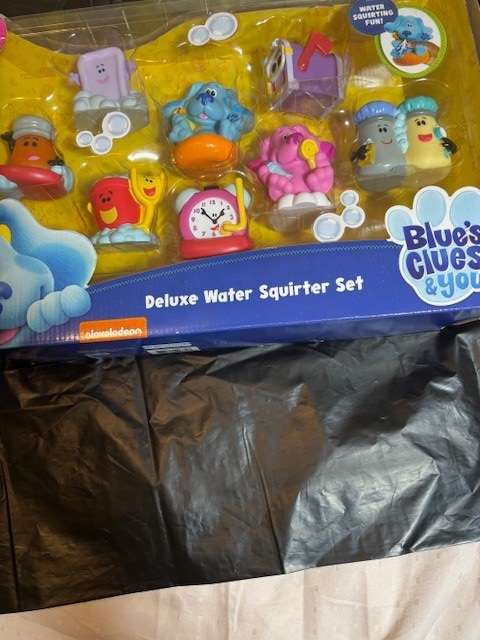 WATER
SQUIRTING
FUN!
Blue's
Clues
& you
Deluxe Water Squirter Set
nickelodeon